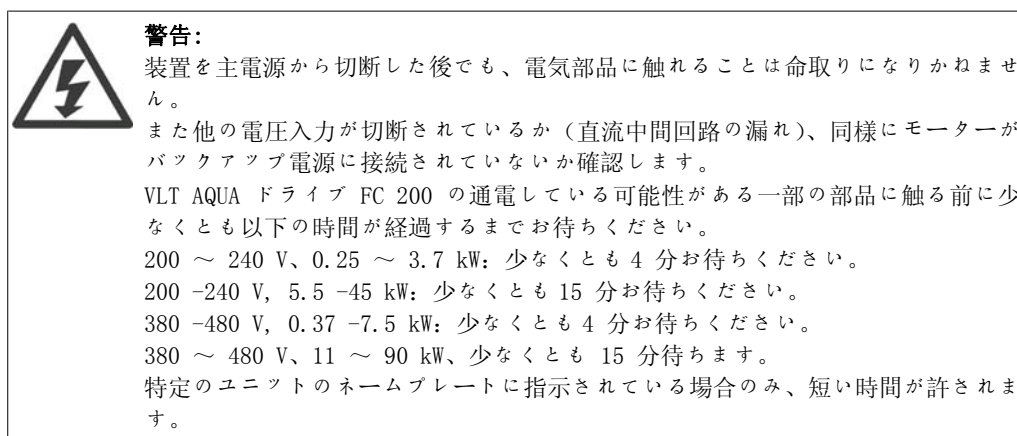 警告:
装置を主電源から切断した後でも、電気部品に触れることは命取りになりかねませ
ん。
また他の電圧入力が切断されているか（直流中間回路の漏れ）、同様にモーターが
バックアップ電源に接続されていないか確認します。
VLT AQUA ドライブ FC 200 の通電している可能性がある一部の部品に触る前に少
なくとも以下の時間が経過するまでお待ちください。
200 ～ 240 V、0.25 ～ 3.7 kW: 少なくとも 4 分お待ちください。
200 -240 V, 5.5 -45 kW: 少なくとも 15 分お待ちください。
380 -480 V, 0.37 -7.5 kW: 少なくとも 4 分お待ちください。
380 ～ 480 V、11 ～ 90 kW、少なくとも 15 分待ちます。
特定のユニットのネームプレートに指示されている場合のみ、短い時間が許されま
す。